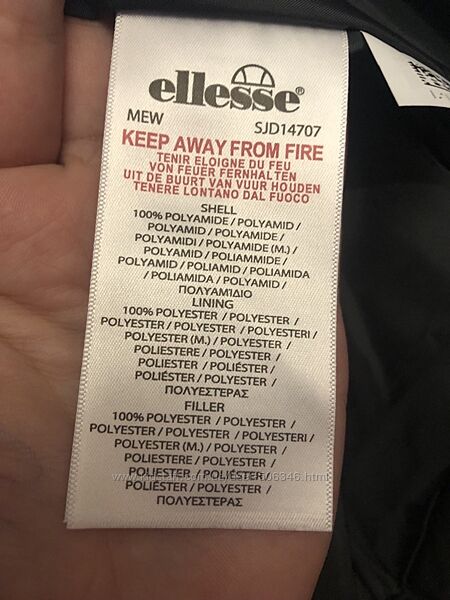 ellesse®
MEW SJD14707
KEEP AWAY FROM FIRE
TENIR ELOIGNE DU FEU
VON FEUER FERNHALTEN
UIT DE BUURT VAN VUUR HOUDEN
TENERE LONTANO DAL FUOCO
SHELL
100% POLYAMIDE / POLYAMID /
POLYAMID / POLYAMIDE /
POLYAMIDI / POLYAMIDE (M.) /
POLYAMID / POLIAMMIDE /
POLYAMID / POLIAMID / POLIAMIDA
/ POLIAMIDA / POLYAMID /
ΠΟΛΥΑΜΙΔΙΟ
LINING
100% POLYESTER / POLYESTER /
POLYESTER / POLYESTER / POLYESTERI /
POLYESTER (M.) / POLYESTER /
POLIESTERE / POLYESTER /
POLIESTER / POLIÉSTER /
POLIÉSTER / POLYESTER /
ΠΟΛΥΕΣΤΕΡΑΣ
FILLER
100% POLYESTER / POLYESTER /
POLYESTER / POLYESTER / POLYESTERI /
POLYESTER (M.) / POLYESTER /
POLIESTERE / POLYESTER /
POLIESTER / POLIÉSTER /
POLIÉSTER / POLYESTER /
ΠΟΛΥΕΣΤΕΡΑΣ